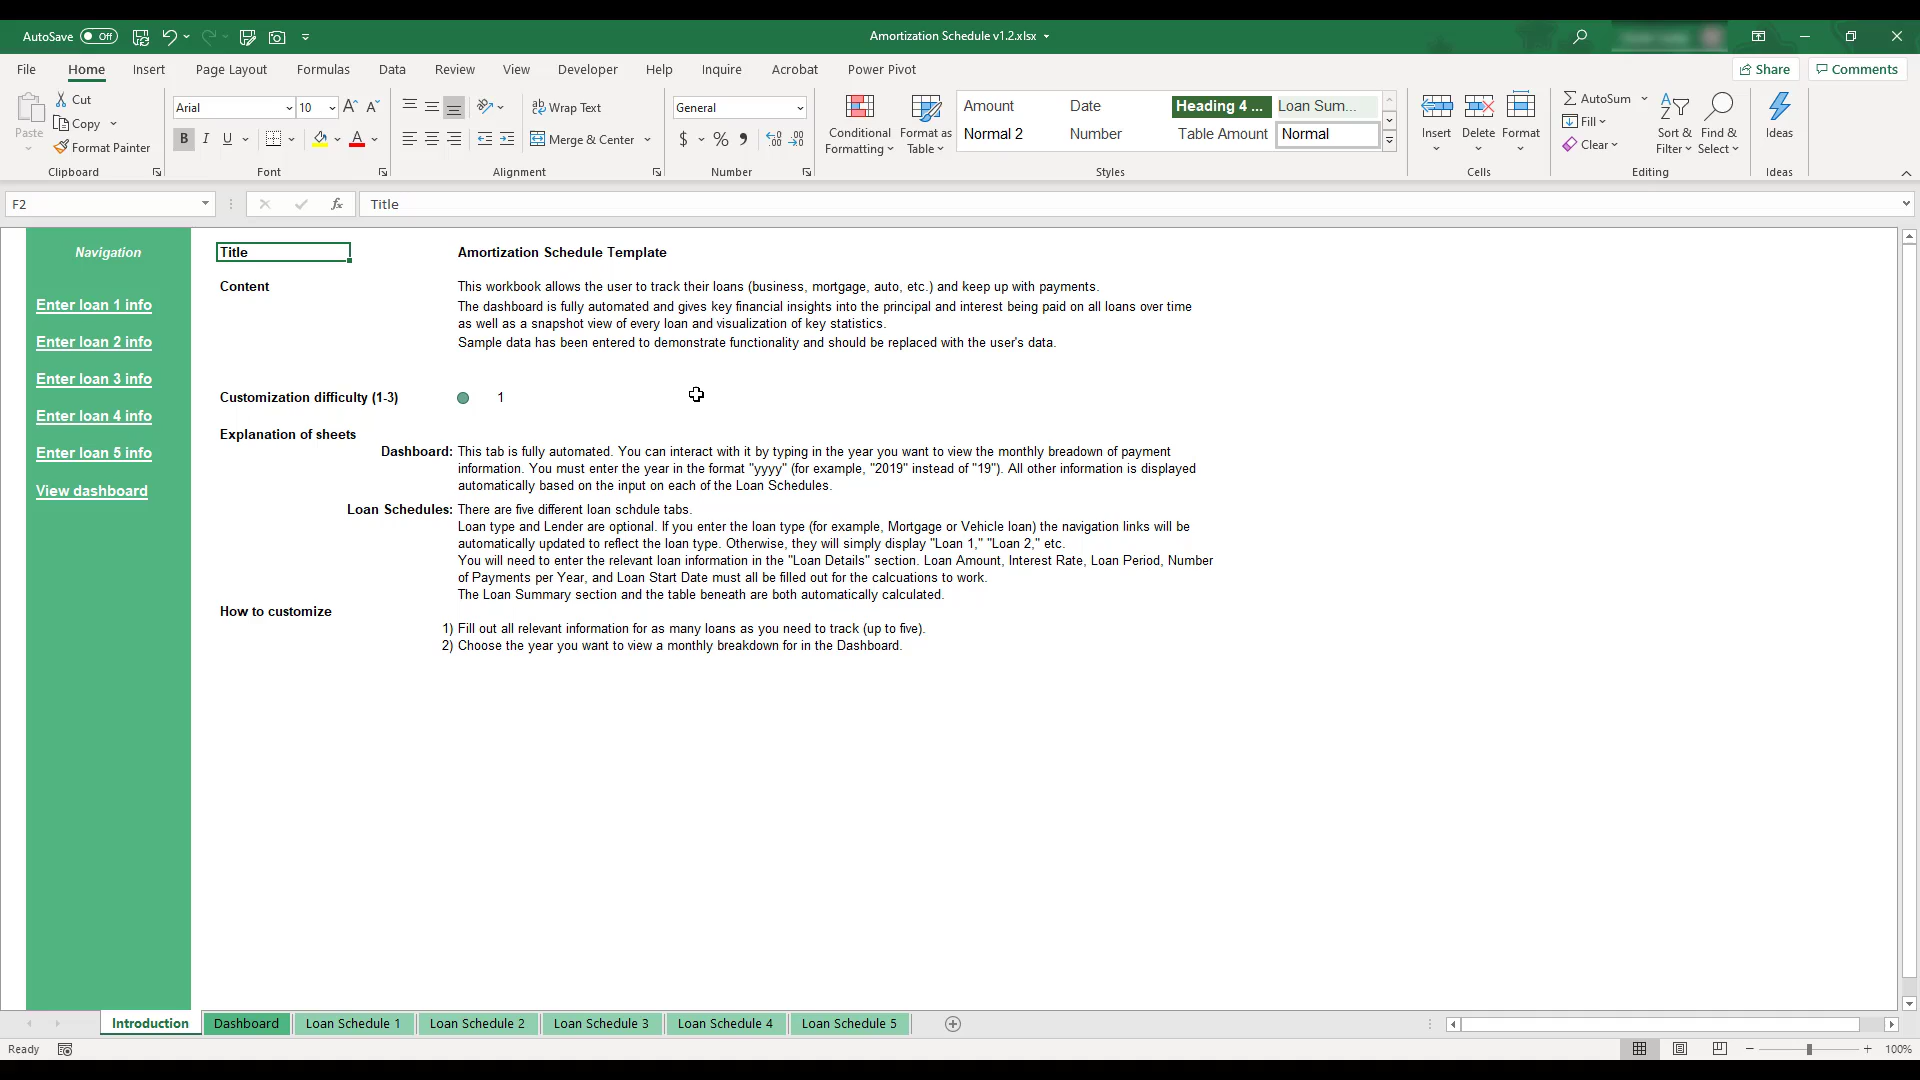 AutoSave Off
Amortization Schedule v1.2.xlsx
File Home Insert Page Layout Formulas Data Review View Developer Help Inquire Acrobat Power Pivot
Share Comments
Paste
Cut
Copy
Format Painter
Clipboard
Arial 10
B I U
Font
Wrap Text
Merge & Center
Alignment
General
$ %
Number
Conditional Formatting
Format as Table
Amount Date Heading 4 ... Loan Sum...
Normal 2 Number Table Amount Normal
Styles
Insert Delete Format
Cells
AutoSum
Fill
Clear
Sort & Filter
Find & Select
Editing
Ideas
Ideas
F2
fx
Title
Navigation
Enter loan 1 info
Enter loan 2 info
Enter loan 3 info
Enter loan 4 info
Enter loan 5 info
View dashboard
Title Amortization Schedule Template
Content This workbook allows the user to track their loans (business, mortgage, auto, etc.) and keep up with payments.
The dashboard is fully automated and gives key financial insights into the principal and interest being paid on all loans over time
as well as a snapshot view of every loan and visualization of key statistics.
Sample data has been entered to demonstrate functionality and should be replaced with the user's data.
Customization difficulty (1-3) 1
Explanation of sheets
Dashboard: This tab is fully automated. You can interact with it by typing in the year you want to view the monthly breadown of payment
information. You must enter the year in the format "yyyy" (for example, "2019" instead of "19"). All other information is displayed
automatically based on the input on each of the Loan Schedules.
Loan Schedules: There are five different loan schdule tabs.
Loan type and Lender are optional. If you enter the loan type (for example, Mortgage or Vehicle loan) the navigation links will be
automatically updated to reflect the loan type. Otherwise, they will simply display "Loan 1," "Loan 2," etc.
You will need to enter the relevant loan information in the "Loan Details" section. Loan Amount, Interest Rate, Loan Period, Number
of Payments per Year, and Loan Start Date must all be filled out for the calcuations to work.
The Loan Summary section and the table beneath are both automatically calculated.
How to customize
1) Fill out all relevant information for as many loans as you need to track (up to five).
2) Choose the year you want to view a monthly breakdown for in the Dashboard.
Introduction Dashboard Loan Schedule 1 Loan Schedule 2 Loan Schedule 3 Loan Schedule 4 Loan Schedule 5
Ready
100%